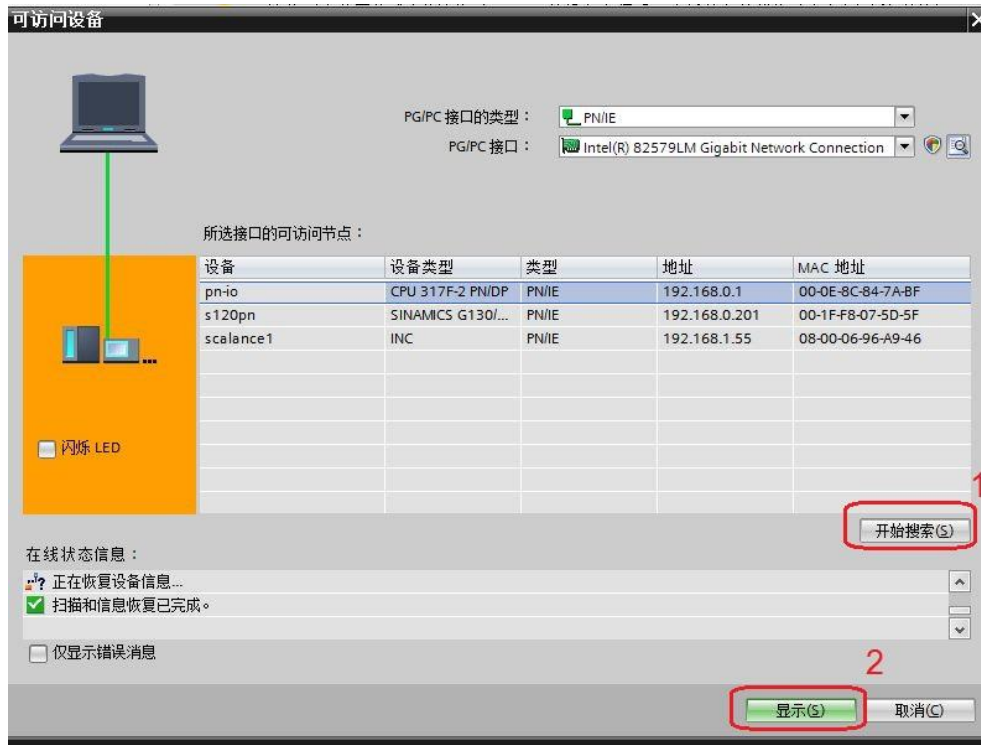 可访问设备
PG/PC 接口的类型： PN/IE
PG/PC 接口： Intel(R) 82579LM Gigabit Network Connection
所选接口的可访问节点：
设备 设备类型 类型 地址 MAC 地址
pn-io CPU 317F-2 PN/DP PN/IE 192.168.0.1 00-0E-8C-84-7A-BF
s120pn SINAMICS G130/... PN/IE 192.168.0.201 00-1F-F8-07-5D-5F
scalance1 INC PN/IE 192.168.1.55 08-00-06-96-A9-46
闪烁 LED
1
开始搜索(S)
在线状态信息：
正在恢复设备信息...
扫描和信息恢复已完成。
仅显示错误消息
2
显示(S) 取消(C)